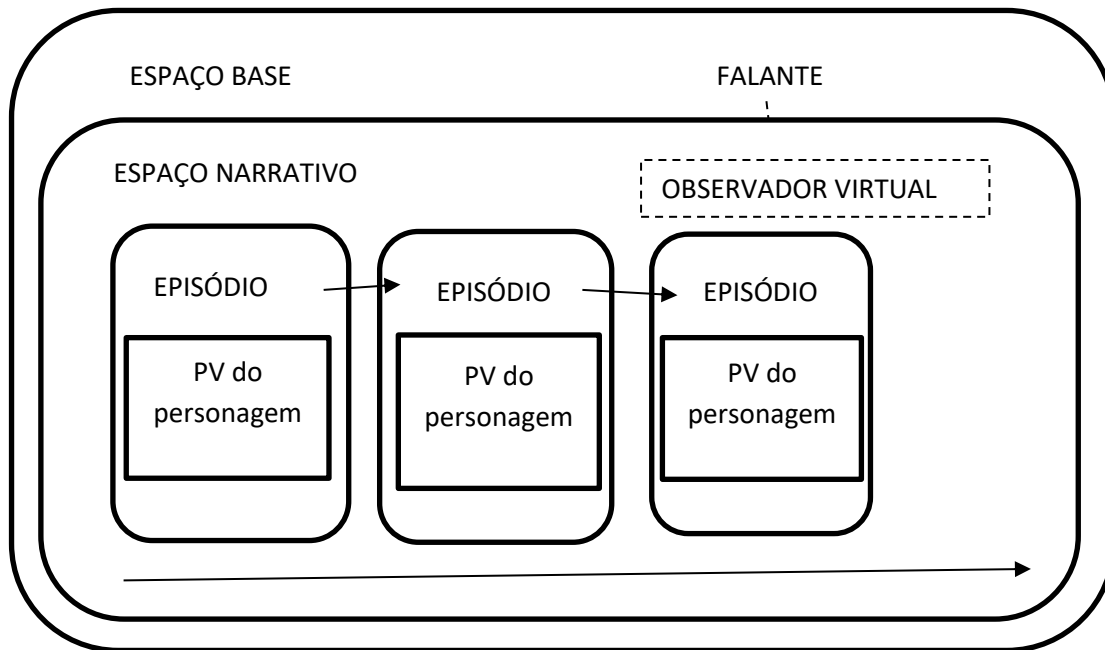 ESPAÇO BASE
FALANTE
ESPAÇO NARRATIVO
OBSERVADOR VIRTUAL
EPISÓDIO
PV do
personagem
EPISÓDIO
PV do
personagem
EPISÓDIO
PV do
personagem